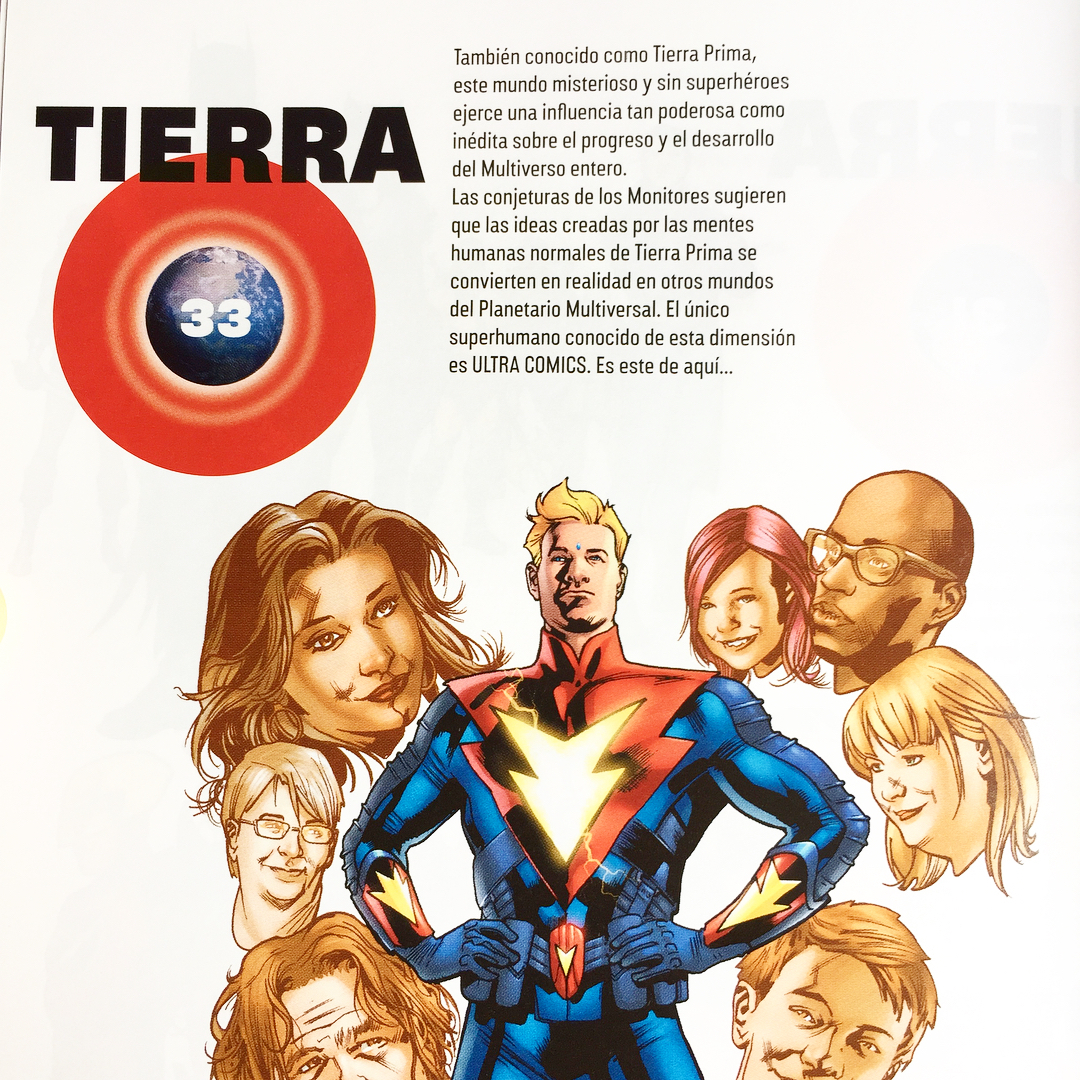 TIERRA
33
También conocido como Tierra Prima,
este mundo misterioso y sin superhéroes
ejerce una influencia tan poderosa como
inédita sobre el progreso y el desarrollo
del Multiverso entero.
Las conjeturas de los Monitores sugieren
que las ideas creadas por las mentes
humanas normales de Tierra Prima se
convierten en realidad en otros mundos
del Planetario Multiversal. El único
superhumano conocido de esta dimensión
es ULTRA COMICS. Es este de aquí...